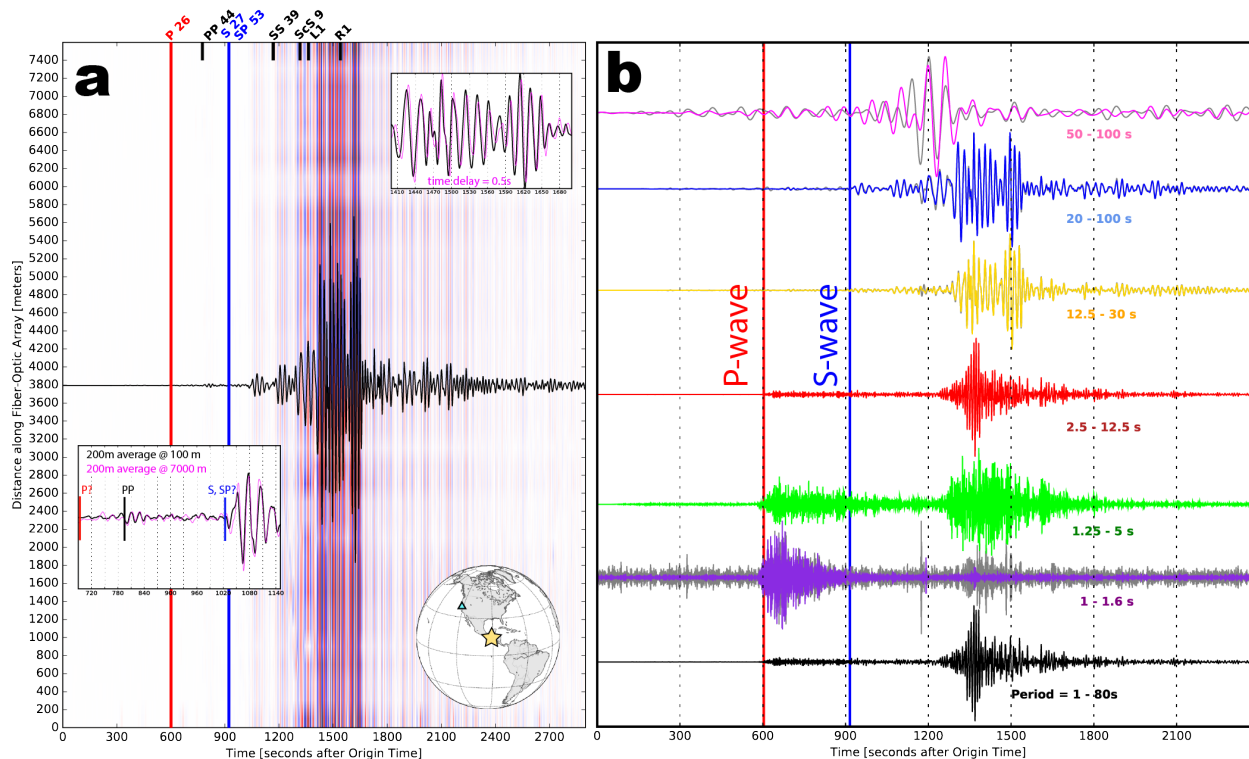 P 26
PP 44
S 27
SP 53
SS 39
ScS 9
L1
R1
a
b
Distance along Fiber-Optic Array [meters]
7400
7200
7000
6800
6600
6400
6200
6000
5800
5600
5400
5200
5000
4800
4600
4400
4200
4000
3800
3600
3400
3200
3000
2800
2600
2400
2200
2000
1800
1600
1400
1200
1000
800
600
400
200
0
time delay = 0.5s
1410 1440 1470 1500 1530 1560 1590 1620 1650 1680
200m average @ 100 m
200m average @ 7000 m
P?
PP
S, SP?
720 780 840 900 960 1020 1080 1140
0 300 600 900 1200 1500 1800 2100 2400 2700
Time [seconds after Origin Time]
P-wave
S-wave
50 - 100 s
20 - 100 s
12.5 - 30 s
2.5 - 12.5 s
1.25 - 5 s
1 - 1.6 s
Period = 1 - 80s
0 300 600 900 1200 1500 1800 2100
Time [seconds after Origin Time]